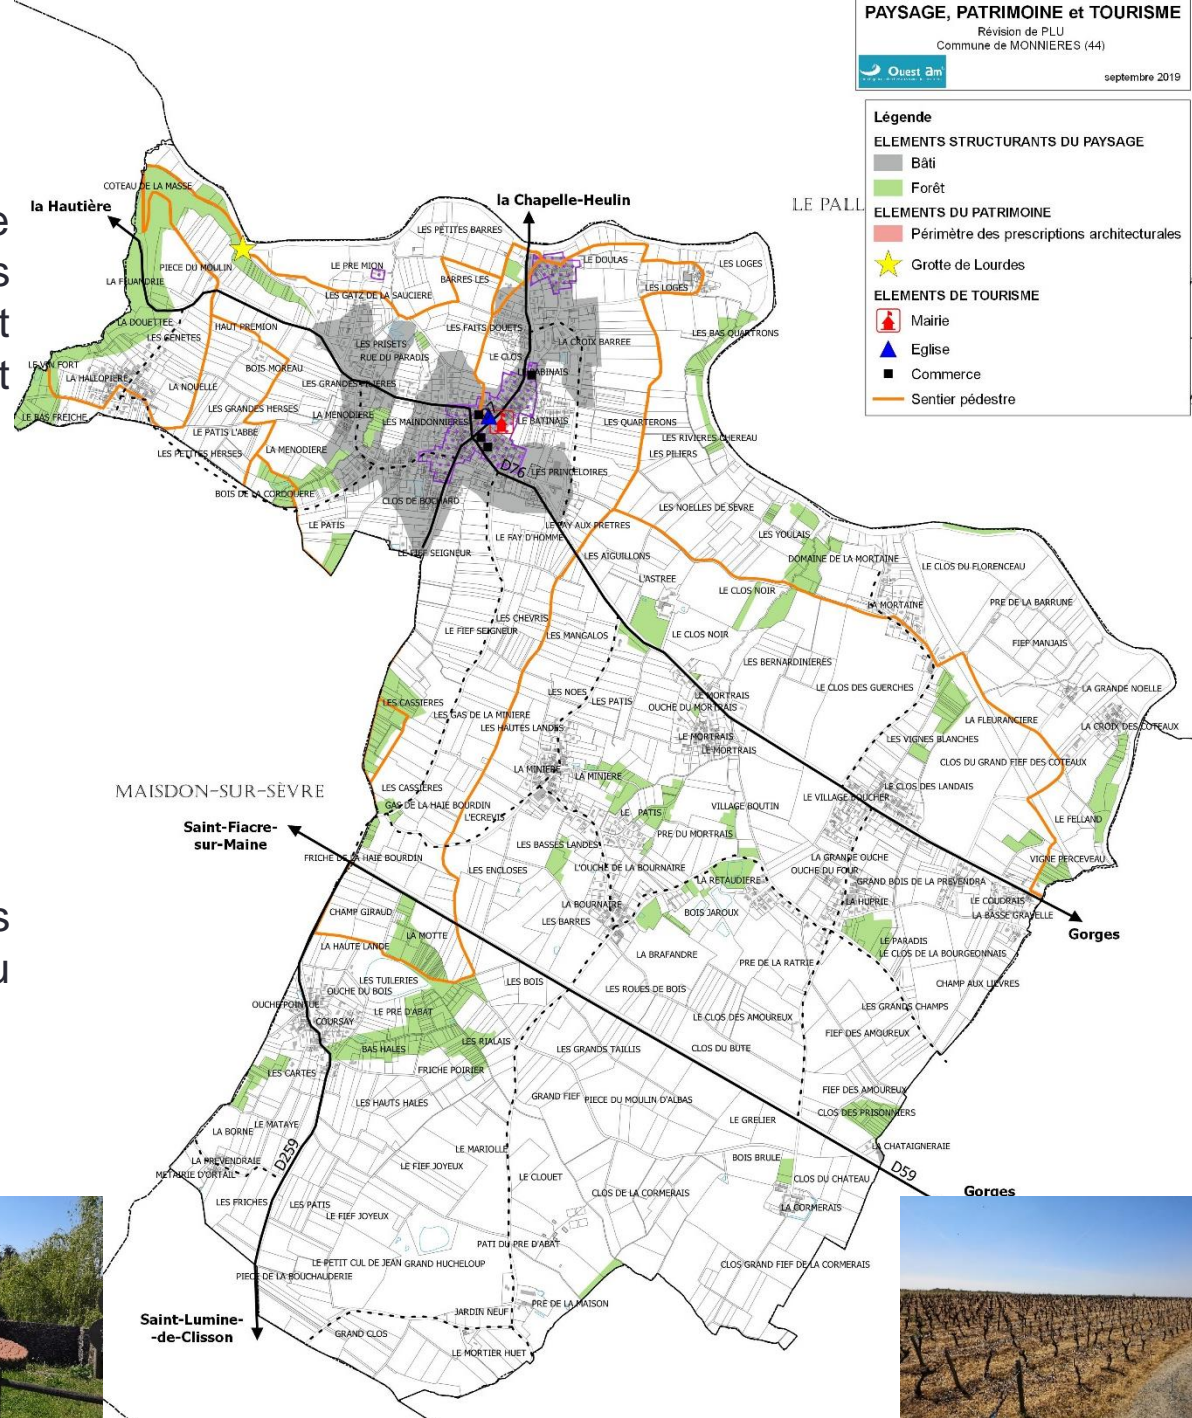 PAYSAGE, PATRIMOINE et TOURISME
Révision de PLU
Commune de MONNIERES (44)
Ouest am'
septembre 2019
Légende
ELEMENTS STRUCTURANTS DU PAYSAGE
Bâti
Forêt
ELEMENTS DU PATRIMOINE
Périmètre des prescriptions architecturales
Grotte de Lourdes
ELEMENTS DE TOURISME
Mairie
Eglise
Commerce
Sentier pédestre
e
s
t
t
s
u
COTEAU DE LA MASSE
la Hautière
la Chapelle-Heulin
LE PALL
LES PETITES BARRES
LE DOULAS
LES LOGES
PIECE DU MOULIN
LE PRE MION
BARRES LES
LES LOGES
LES GATZ DE LA SAUCIERE
LA DOUETTEE
LES GENETES
HAUT PREMION
LES FAITS DOUETS
LES BAS QUARTRONS
LES PRISETS
RUE DU PARADIS
LE CLOS
LA CROIX BARREE
LE VIN FORT
LA HALLOPIERE
LA NOUELLE
BOIS MOREAU
LE BAS FREICHE
LES GRANDES HERSES
LA MENODIERE
LES MAINDONNIERES
LE BATINAIS
LES QUARTERONS
LE PATIS L'ABBE
LES RIVIERES CHEREAU
LES PETITES HERSES
LA MENODIERE
LES PILIERS
D76
LES PRINCELOIRES
BOIS DE LA CORDOUERE
CLOS DE BOCHARD
LES NOELLES DE SEVRE
LE PATIS
LE FAY AUX PRETRES
LE FAY D'HOMME
LES YOULAIS
LE FIEF SEIGNEUR
LES AIGUILLONS
DOMAINE DE LA MORTAINE
LE CLOS DU FLORENCEAU
L'ASTREE
LE CLOS NOIR
LA MORTAINE
PRE DE LA BARRUNE
LES CHEVRIS
LE FIEF SEIGNEUR
LES MANGALOS
LE CLOS NOIR
FIEF MANJAIS
LES BERNARDINIERES
LE CLOS DES GUERCHES
LA GRANDE NOELLE
LES CASSIERES
LES NOES
LES PATIS
LE MORTRAIS
OUCHE DU MORTRAIS
LES GAS DE LA MINIERE
LES HAUTES LANDES
LA FLEURANCIERE
LA CROIX DES COTEAUX
LE MORTRAIS
LE MORTRAIS
LES VIGNES BLANCHES
CLOS DU GRAND FIEF DES COTEAUX
LA MINIERE
LA MINIERE
MAISDON-SUR-SÈVRE
LES CASSIERES
LE CLOS DES LANDAIS
GAS DE LA HAIE BOURDIN
L'ECREVIS
LE PATIS
VILLAGE BOUTIN
LE VILLAGE BOUCHER
LE FELLAND
Saint-Fiacre-
sur-Maine
PRE DU MORTRAIS
LES BASSES LANDES
FRICHE DE LA HAIE BOURDIN
LES ENCLOSES
L'OUCHE DE LA BOURNAIRE
LA GRANDE OUCHE
OUCHE DU FOUR
VIGNE PERCEVEAU
LA RETAUDIERE
GRAND BOIS DE LA PREVENDRA
CHAMP GIRAUD
LA BOURNAIRE
LES BARRES
BOIS JAROUX
LA HUPRIE
LE COUDRAIS
LA BASSE GRAVELLE
LA MOTTE
LA HAUTE LANDE
Gorges
LE PARADIS
LE CLOS DE LA BOURGEONNAIS
LA BRAFANDRE
PRE DE LA RATRIE
LES TUILERIES
OUCHE DU BOIS
LES BOIS
LES ROUES DE BOIS
CHAMP AUX LIEVRES
LE PRE D'ABAT
LES GRANDS CHAMPS
COURSAY
LE CLOS DES AMOUREUX
FIEF DES AMOUREUX
BAS HALES
LES RIALAIS
LES GRANDS TAILLIS
CLOS DU BUTE
LES CARTES
FRICHE POIRIER
LES HAUTS HALES
GRAND FIEF
PIECE DU MOULIN D'ALBAS
FIEF DES AMOUREUX
LE GRELIER
CLOS DES PRISONNIERS
LE MATAYE
LA BORNE
D259
LE MARIOLLE
LA CHATAIGNERAIE
LA PREVENDRAIE
METAIRIE D'ORTAIL
LE FIEF JOYEUX
LE CLOUET
BOIS BRULE
CLOS DU CHATEAU
D59
LES FRICHES
LES PATIS
LE FIEF JOYEUX
CLOS DE LA CORMERAIS
LA CORMERAIS
Gorges
PATI DU PRE D'ABAT
LE PETIT CUL DE JEAN
GRAND HUCHELOUP
CLOS GRAND FIEF DE LA CORMERAIS
PIECE DE LA BOUCHAUDERIE
Saint-Lumine-
-de-Clisson
JARDIN NEUF
PRE DE LA MAISON
GRAND CLOS
LE MORTIER HUET